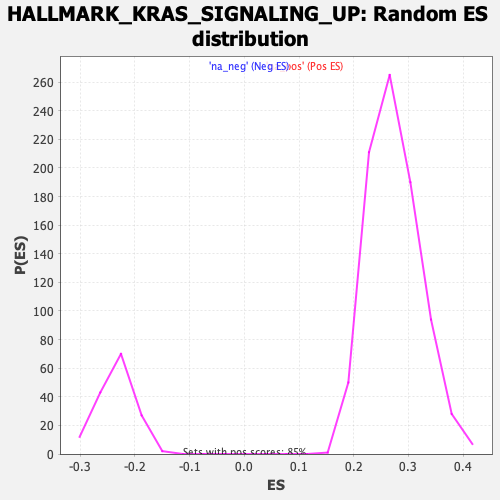 HALLMARK_KRAS_SIGNALING_UP: Random ES
distribution
'na_neg' (Neg ES)
pos' (Pos ES)
P(ES)
260
240
220
200
180
160
140
120
100
80
60
40
20
0
Sets with pos scores: 85%
-0.3 -0.2 -0.1 0.0 0.1 0.2 0.3 0.4
ES